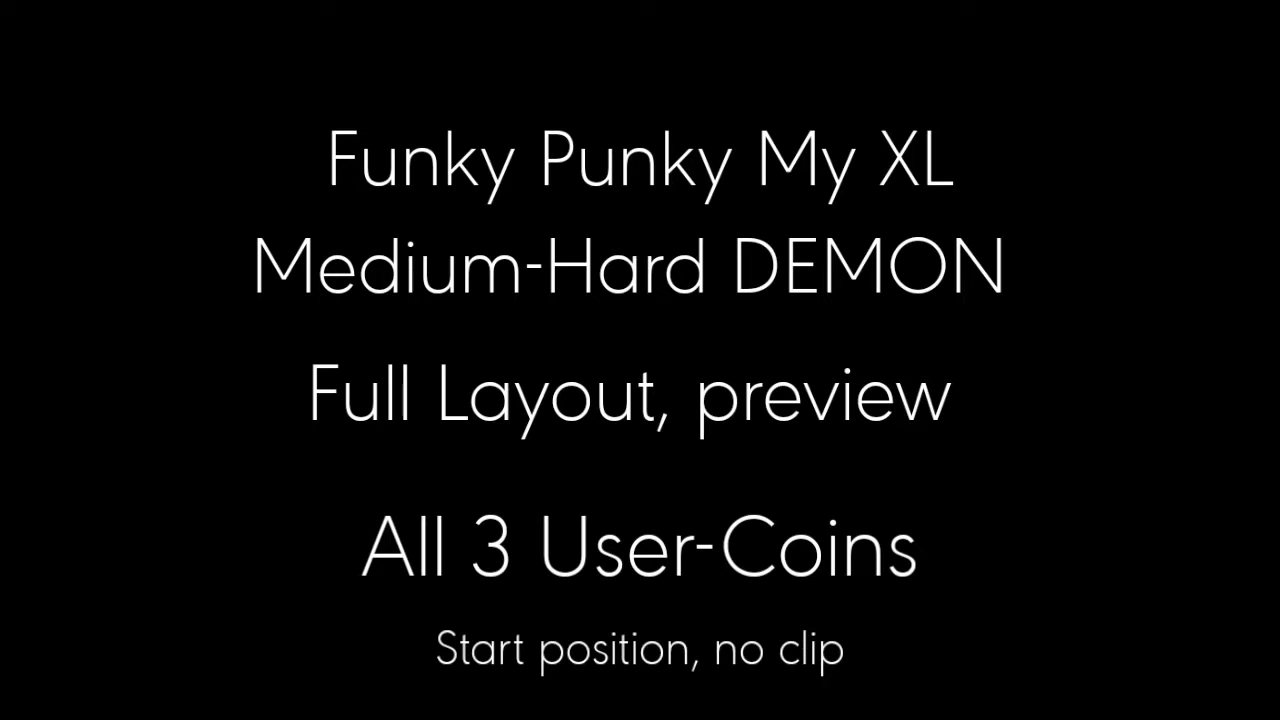 Funky Punky My XL
Medium-Hard DEMON
Full Layout, preview
All 3 User-Coins
Start position, no clip